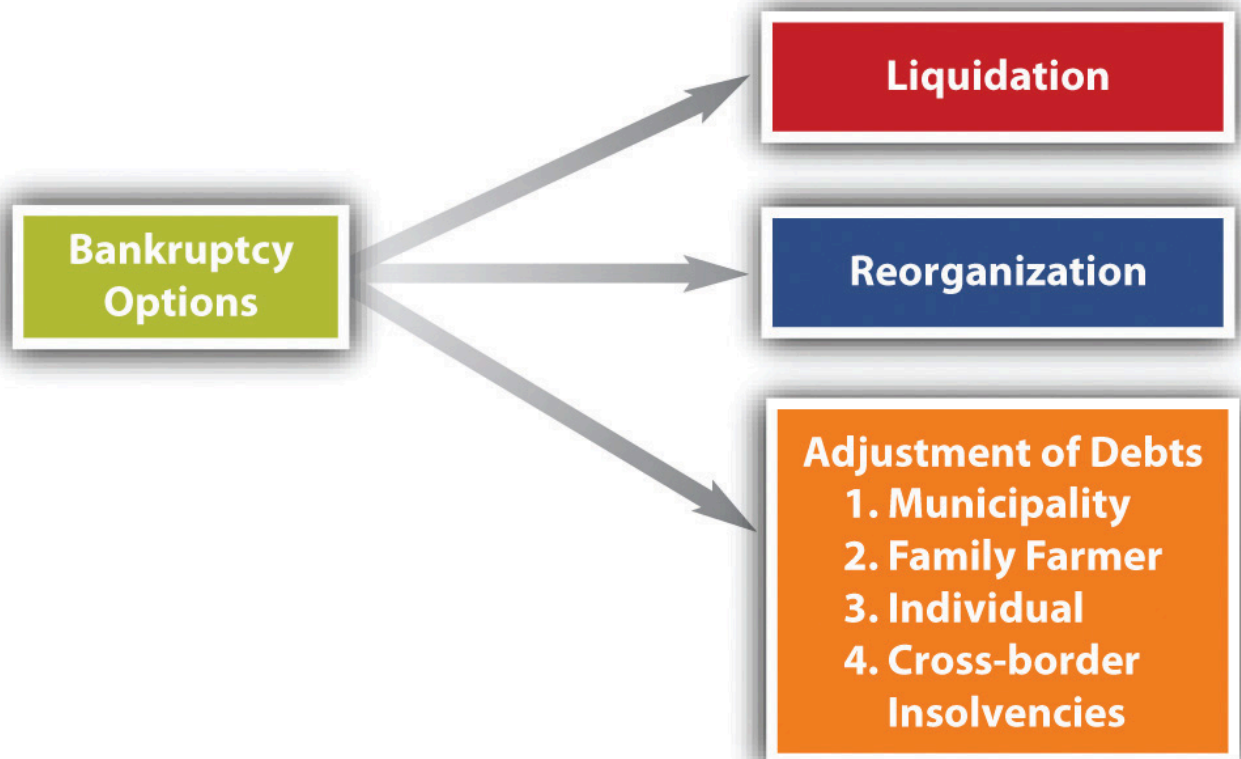 Bankruptcy
Options
Liquidation
Reorganization
Adjustment of Debts
1. Municipality
2. Family Farmer
3. Individual
4. Cross-border
Insolvencies